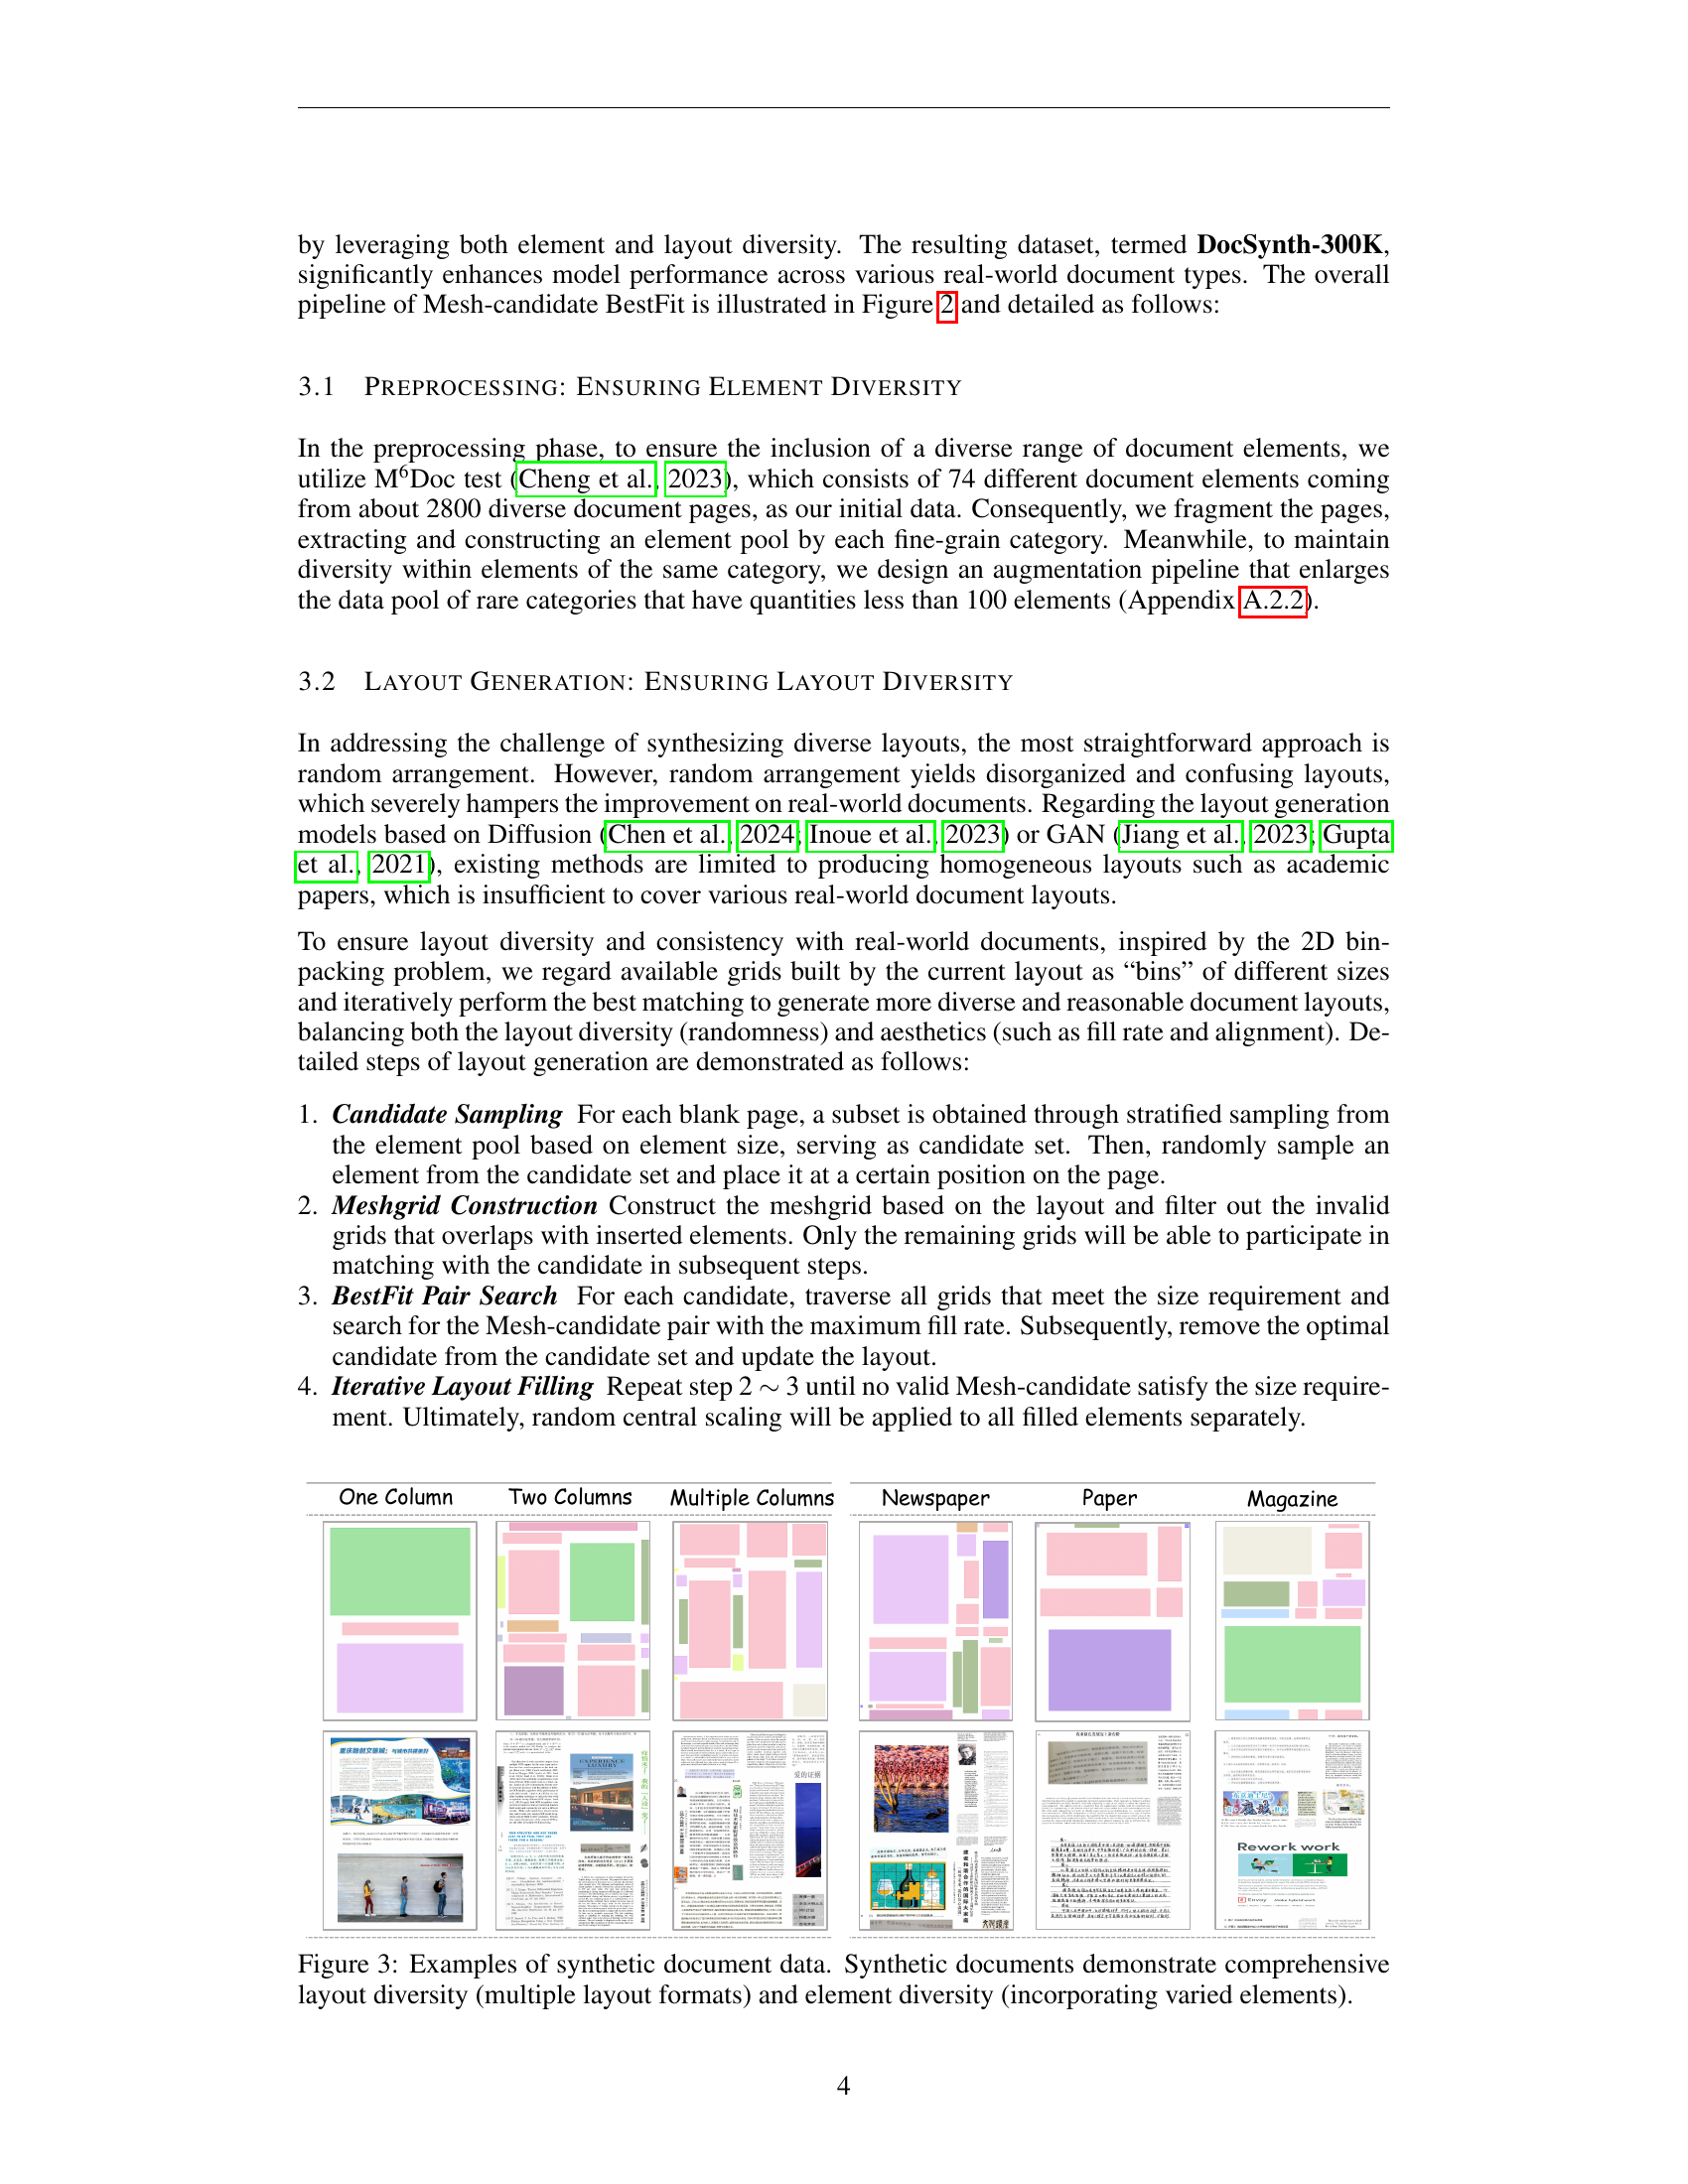 by leveraging both element and layout diversity. The resulting dataset, termed DocSynth-300K,
significantly enhances model performance across various real-world document types. The overall
pipeline of Mesh-candidate BestFit is illustrated in Figure 2 and detailed as follows:
3.1 PREPROCESSING: ENSURING ELEMENT DIVERSITY
In the preprocessing phase, to ensure the inclusion of a diverse range of document elements, we
utilize M⁶Doc test (Cheng et al., 2023), which consists of 74 different document elements coming
from about 2800 diverse document pages, as our initial data. Consequently, we fragment the pages,
extracting and constructing an element pool by each fine-grain category. Meanwhile, to maintain
diversity within elements of the same category, we design an augmentation pipeline that enlarges
the data pool of rare categories that have quantities less than 100 elements (Appendix A.2.2).
3.2 LAYOUT GENERATION: ENSURING LAYOUT DIVERSITY
In addressing the challenge of synthesizing diverse layouts, the most straightforward approach is
random arrangement. However, random arrangement yields disorganized and confusing layouts,
which severely hampers the improvement on real-world documents. Regarding the layout generation
models based on Diffusion (Chen et al., 2024; Inoue et al., 2023) or GAN (Jiang et al., 2023; Gupta
et al., 2021), existing methods are limited to producing homogeneous layouts such as academic
papers, which is insufficient to cover various real-world document layouts.
To ensure layout diversity and consistency with real-world documents, inspired by the 2D bin-
packing problem, we regard available grids built by the current layout as “bins” of different sizes
and iteratively perform the best matching to generate more diverse and reasonable document layouts,
balancing both the layout diversity (randomness) and aesthetics (such as fill rate and alignment). De-
tailed steps of layout generation are demonstrated as follows:
1. Candidate Sampling For each blank page, a subset is obtained through stratified sampling from
the element pool based on element size, serving as candidate set. Then, randomly sample an
element from the candidate set and place it at a certain position on the page.
2. Meshgrid Construction Construct the meshgrid based on the layout and filter out the invalid
grids that overlaps with inserted elements. Only the remaining grids will be able to participate in
matching with the candidate in subsequent steps.
3. BestFit Pair Search For each candidate, traverse all grids that meet the size requirement and
search for the Mesh-candidate pair with the maximum fill rate. Subsequently, remove the optimal
candidate from the candidate set and update the layout.
4. Iterative Layout Filling Repeat step 2 ∼ 3 until no valid Mesh-candidate satisfy the size require-
ment. Ultimately, random central scaling will be applied to all filled elements separately.
One Column Two Columns Multiple Columns Newspaper Paper Magazine
爱的证据
Rework work
Figure 3: Examples of synthetic document data. Synthetic documents demonstrate comprehensive
layout diversity (multiple layout formats) and element diversity (incorporating varied elements).
4